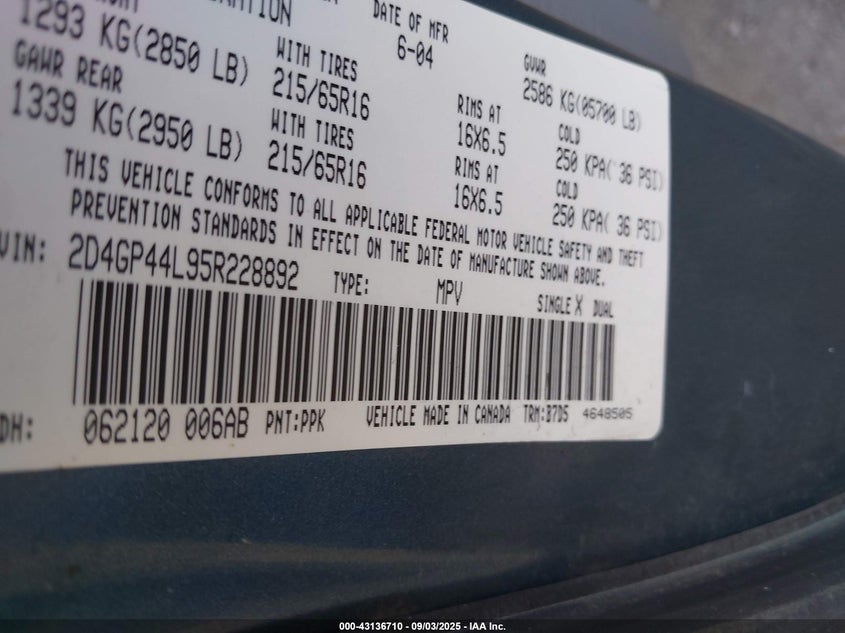 DATE OF MFR
6-04
GVWR
2586 KG(05700 LB)
1293 KG(2850 LB)
WITH TIRES
215/65R16
RIMS AT
16X6.5
COLD
250 KPA( 36 PSI)
GAWR REAR
1339 KG(2950 LB)
WITH TIRES
215/65R16
RIMS AT
16X6.5
COLD
250 KPA( 36 PSI)
THIS VEHICLE CONFORMS TO ALL APPLICABLE FEDERAL MOTOR VEHICLE SAFETY AND THEFT
PREVENTION STANDARDS IN EFFECT ON THE DATE OF MANUFACTURE SHOWN ABOVE.
VIN: 2D4GP44L95R228892 TYPE: MPV SINGLE X DUAL
062120 006AB PNT:PPK VEHICLE MADE IN CANADA TRM:B7D5 4648505
000-43136710 - 09/03/2025 - IAA Inc.